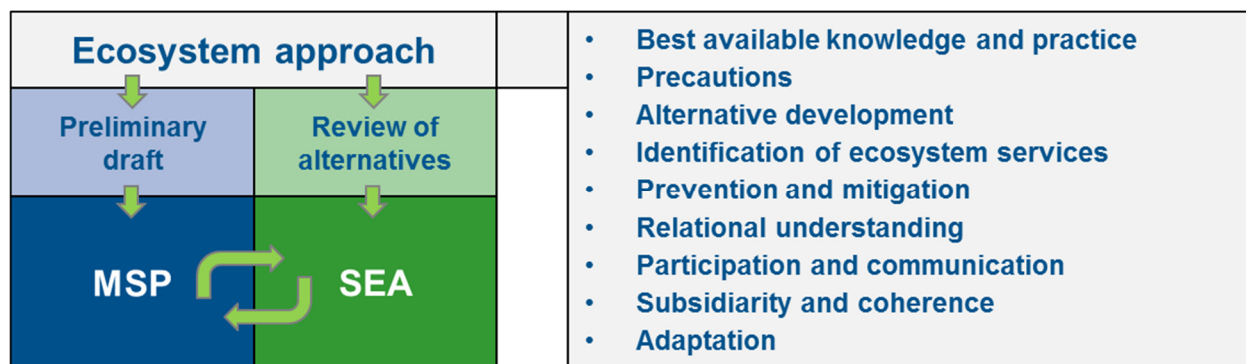 Ecosystem approach
Preliminary
draft
Review of
alternatives
MSP
SEA
• Best available knowledge and practice
• Precautions
• Alternative development
• Identification of ecosystem services
• Prevention and mitigation
• Relational understanding
• Participation and communication
• Subsidiarity and coherence
• Adaptation